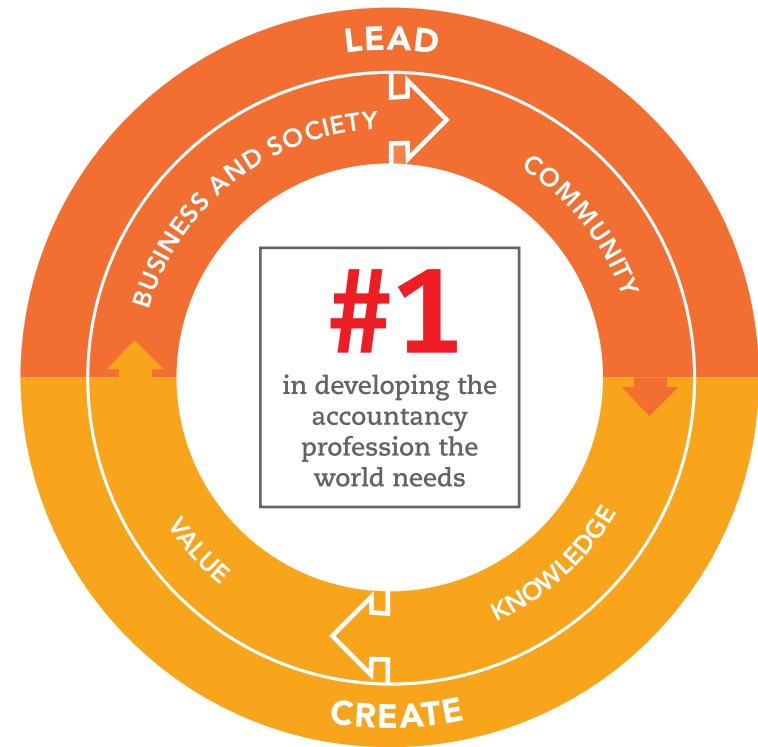 LEAD
BUSINESS AND SOCIETY
COMMUNITY
#1
in developing the
accountancy
profession the
world needs
VALUE
KNOWLEDGE
CREATE